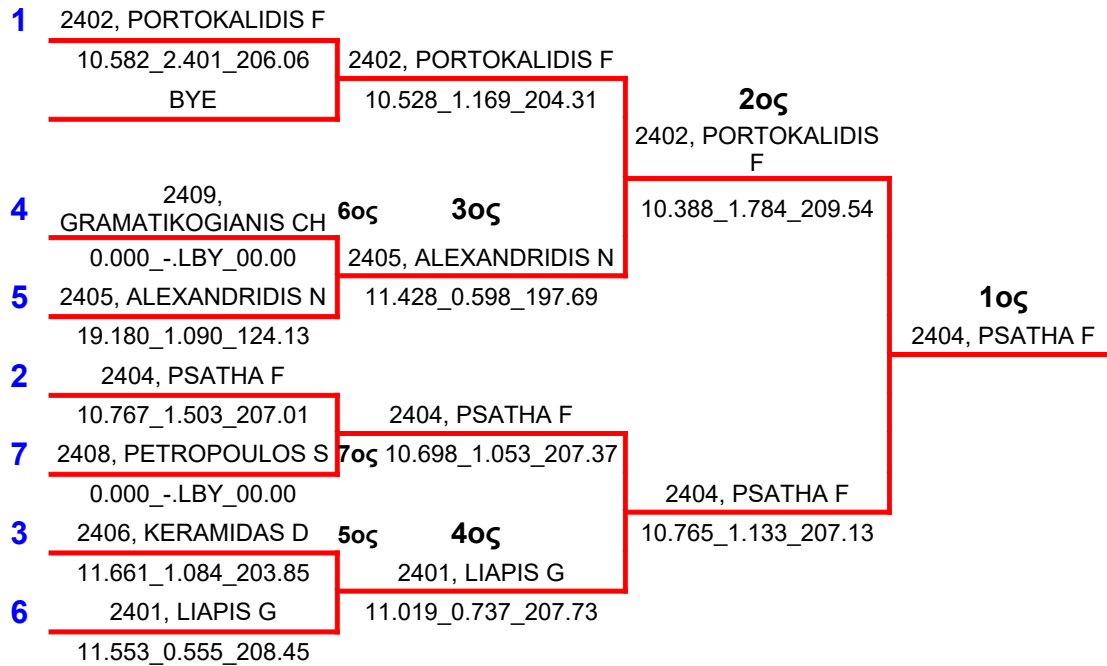 1
2402, PORTOKALIDIS F
10.582_2.401_206.06
BYE
2402, PORTOKALIDIS F
10.528_1.169_204.31
2ος
2402, PORTOKALIDIS
F
10.388_1.784_209.54
4
2409,
GRAMATIKOGIANIS CH
6ος
3ος
0.000_-.LBY_00.00
5
2405, ALEXANDRIDIS N
19.180_1.090_124.13
2405, ALEXANDRIDIS N
11.428_0.598_197.69
1ος
2404, PSATHA F
2
2404, PSATHA F
10.767_1.503_207.01
7
2408, PETROPOULOS S
7ος
0.000_-.LBY_00.00
2404, PSATHA F
10.698_1.053_207.37
2404, PSATHA F
10.765_1.133_207.13
3
2406, KERAMIDAS D
5ος
4ος
11.661_1.084_203.85
6
2401, LIAPIS G
11.553_0.555_208.45
2401, LIAPIS G
11.019_0.737_207.73